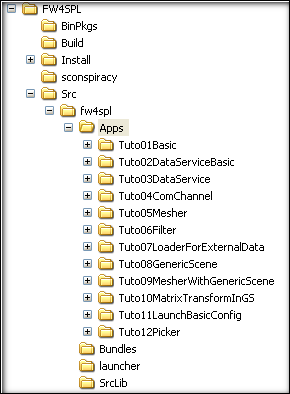 FW4SPL
BinPkgs
Build
Install
sconspiracy
Src
fw4spl
Apps
Tuto01Basic
Tuto02DataServiceBasic
Tuto03DataService
Tuto04ComChannel
Tuto05Mesher
Tuto06Filter
Tuto07LoaderForExternalData
Tuto08GenericScene
Tuto09MesherWithGenericScene
Tuto10MatrixTransformInGS
Tuto11LaunchBasicConfig
Tuto12Picker
Bundles
launcher
SrcLib